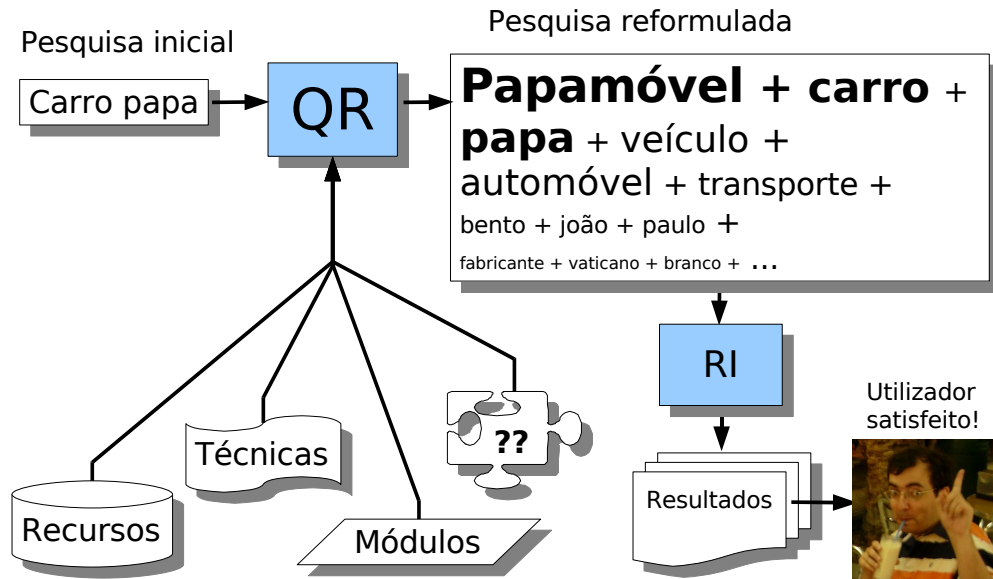 Pesquisa inicial
Carro papa
QR
Pesquisa reformulada
Papamóvel + carro +
papa + veículo +
automóvel + transporte +
bento + joão + paulo +
fabricante + vaticano + branco + ...
Recursos
Técnicas
Módulos
??
RI
Resultados
Utilizador
satisfeito!